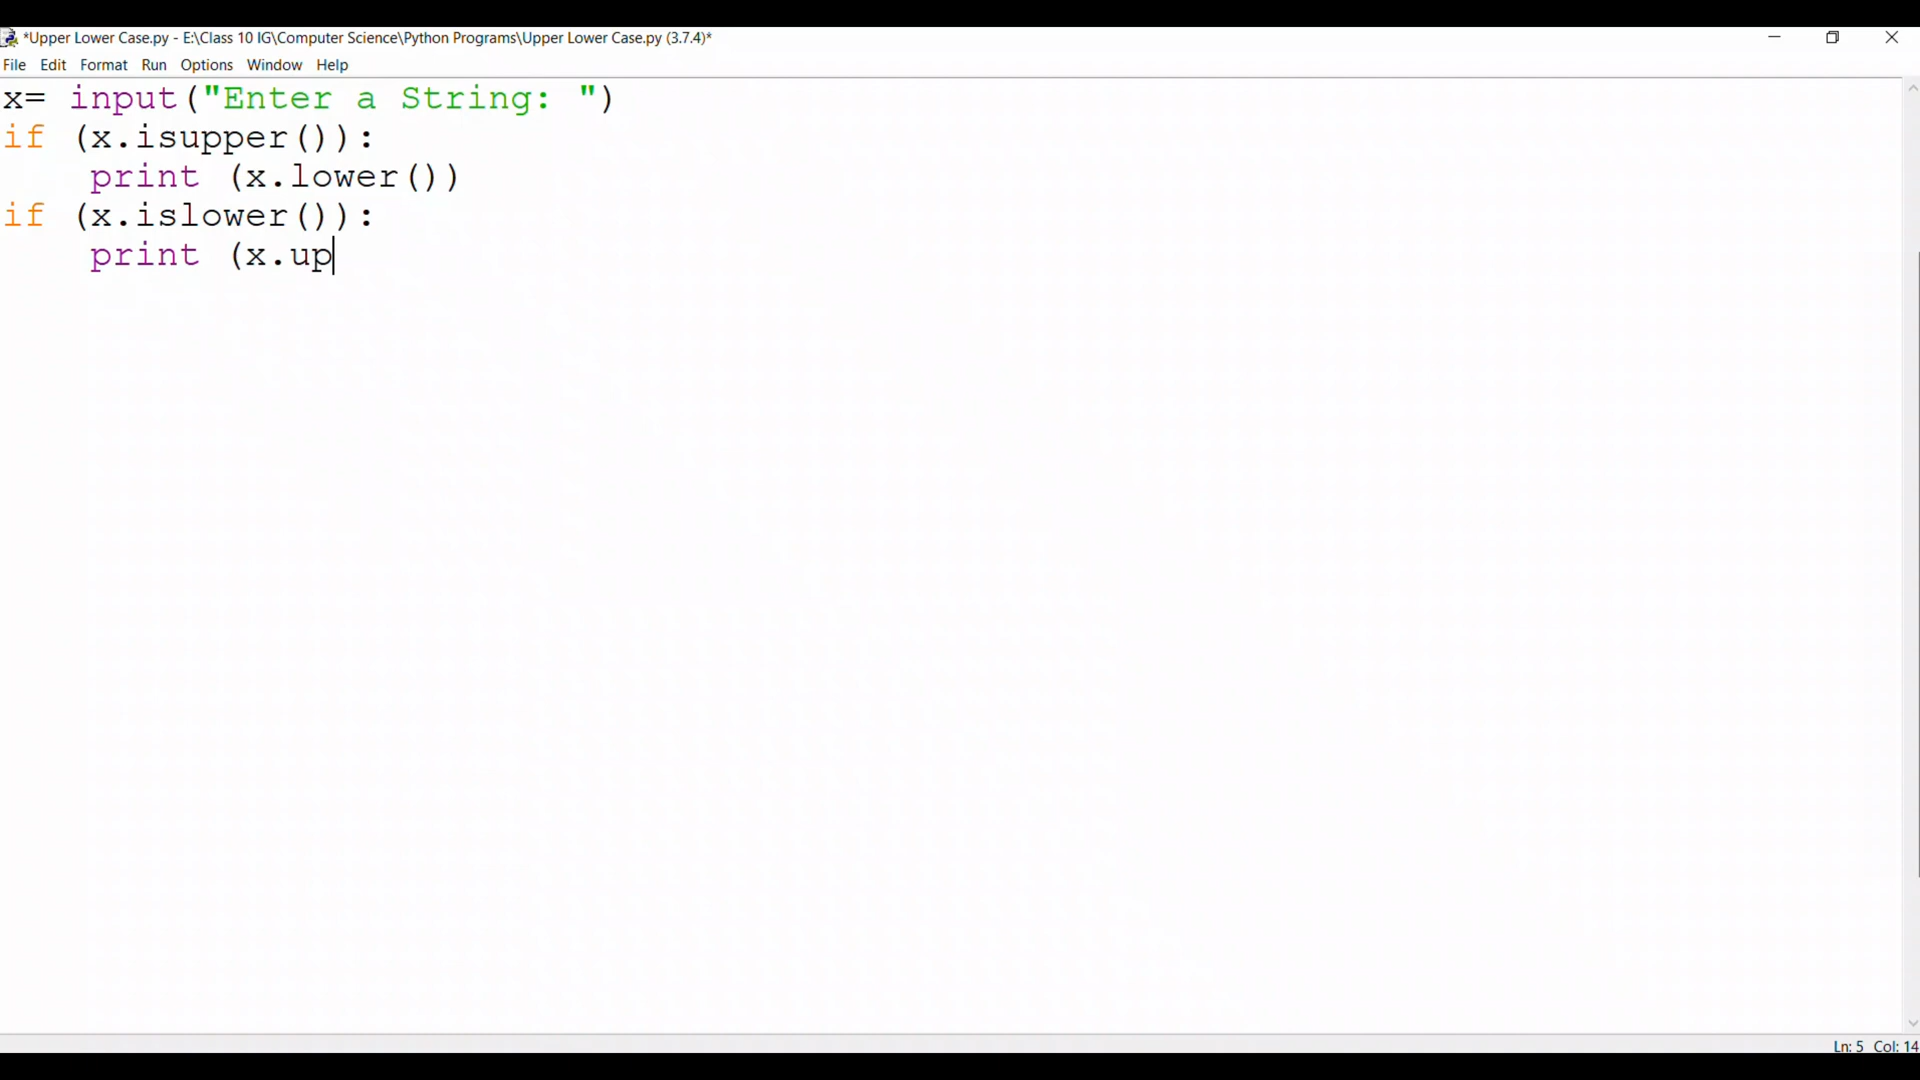 *Upper Lower Case.py - E:\Class 10 IG\Computer Science\Python Programs\Upper Lower Case.py (3.7.4)*
File Edit Format Run Options Window Help
x= input("Enter a String: ")
if (x.isupper()):
    print (x.lower())
if (x.islower()):
    print (x.up
Ln: 5 Col: 14